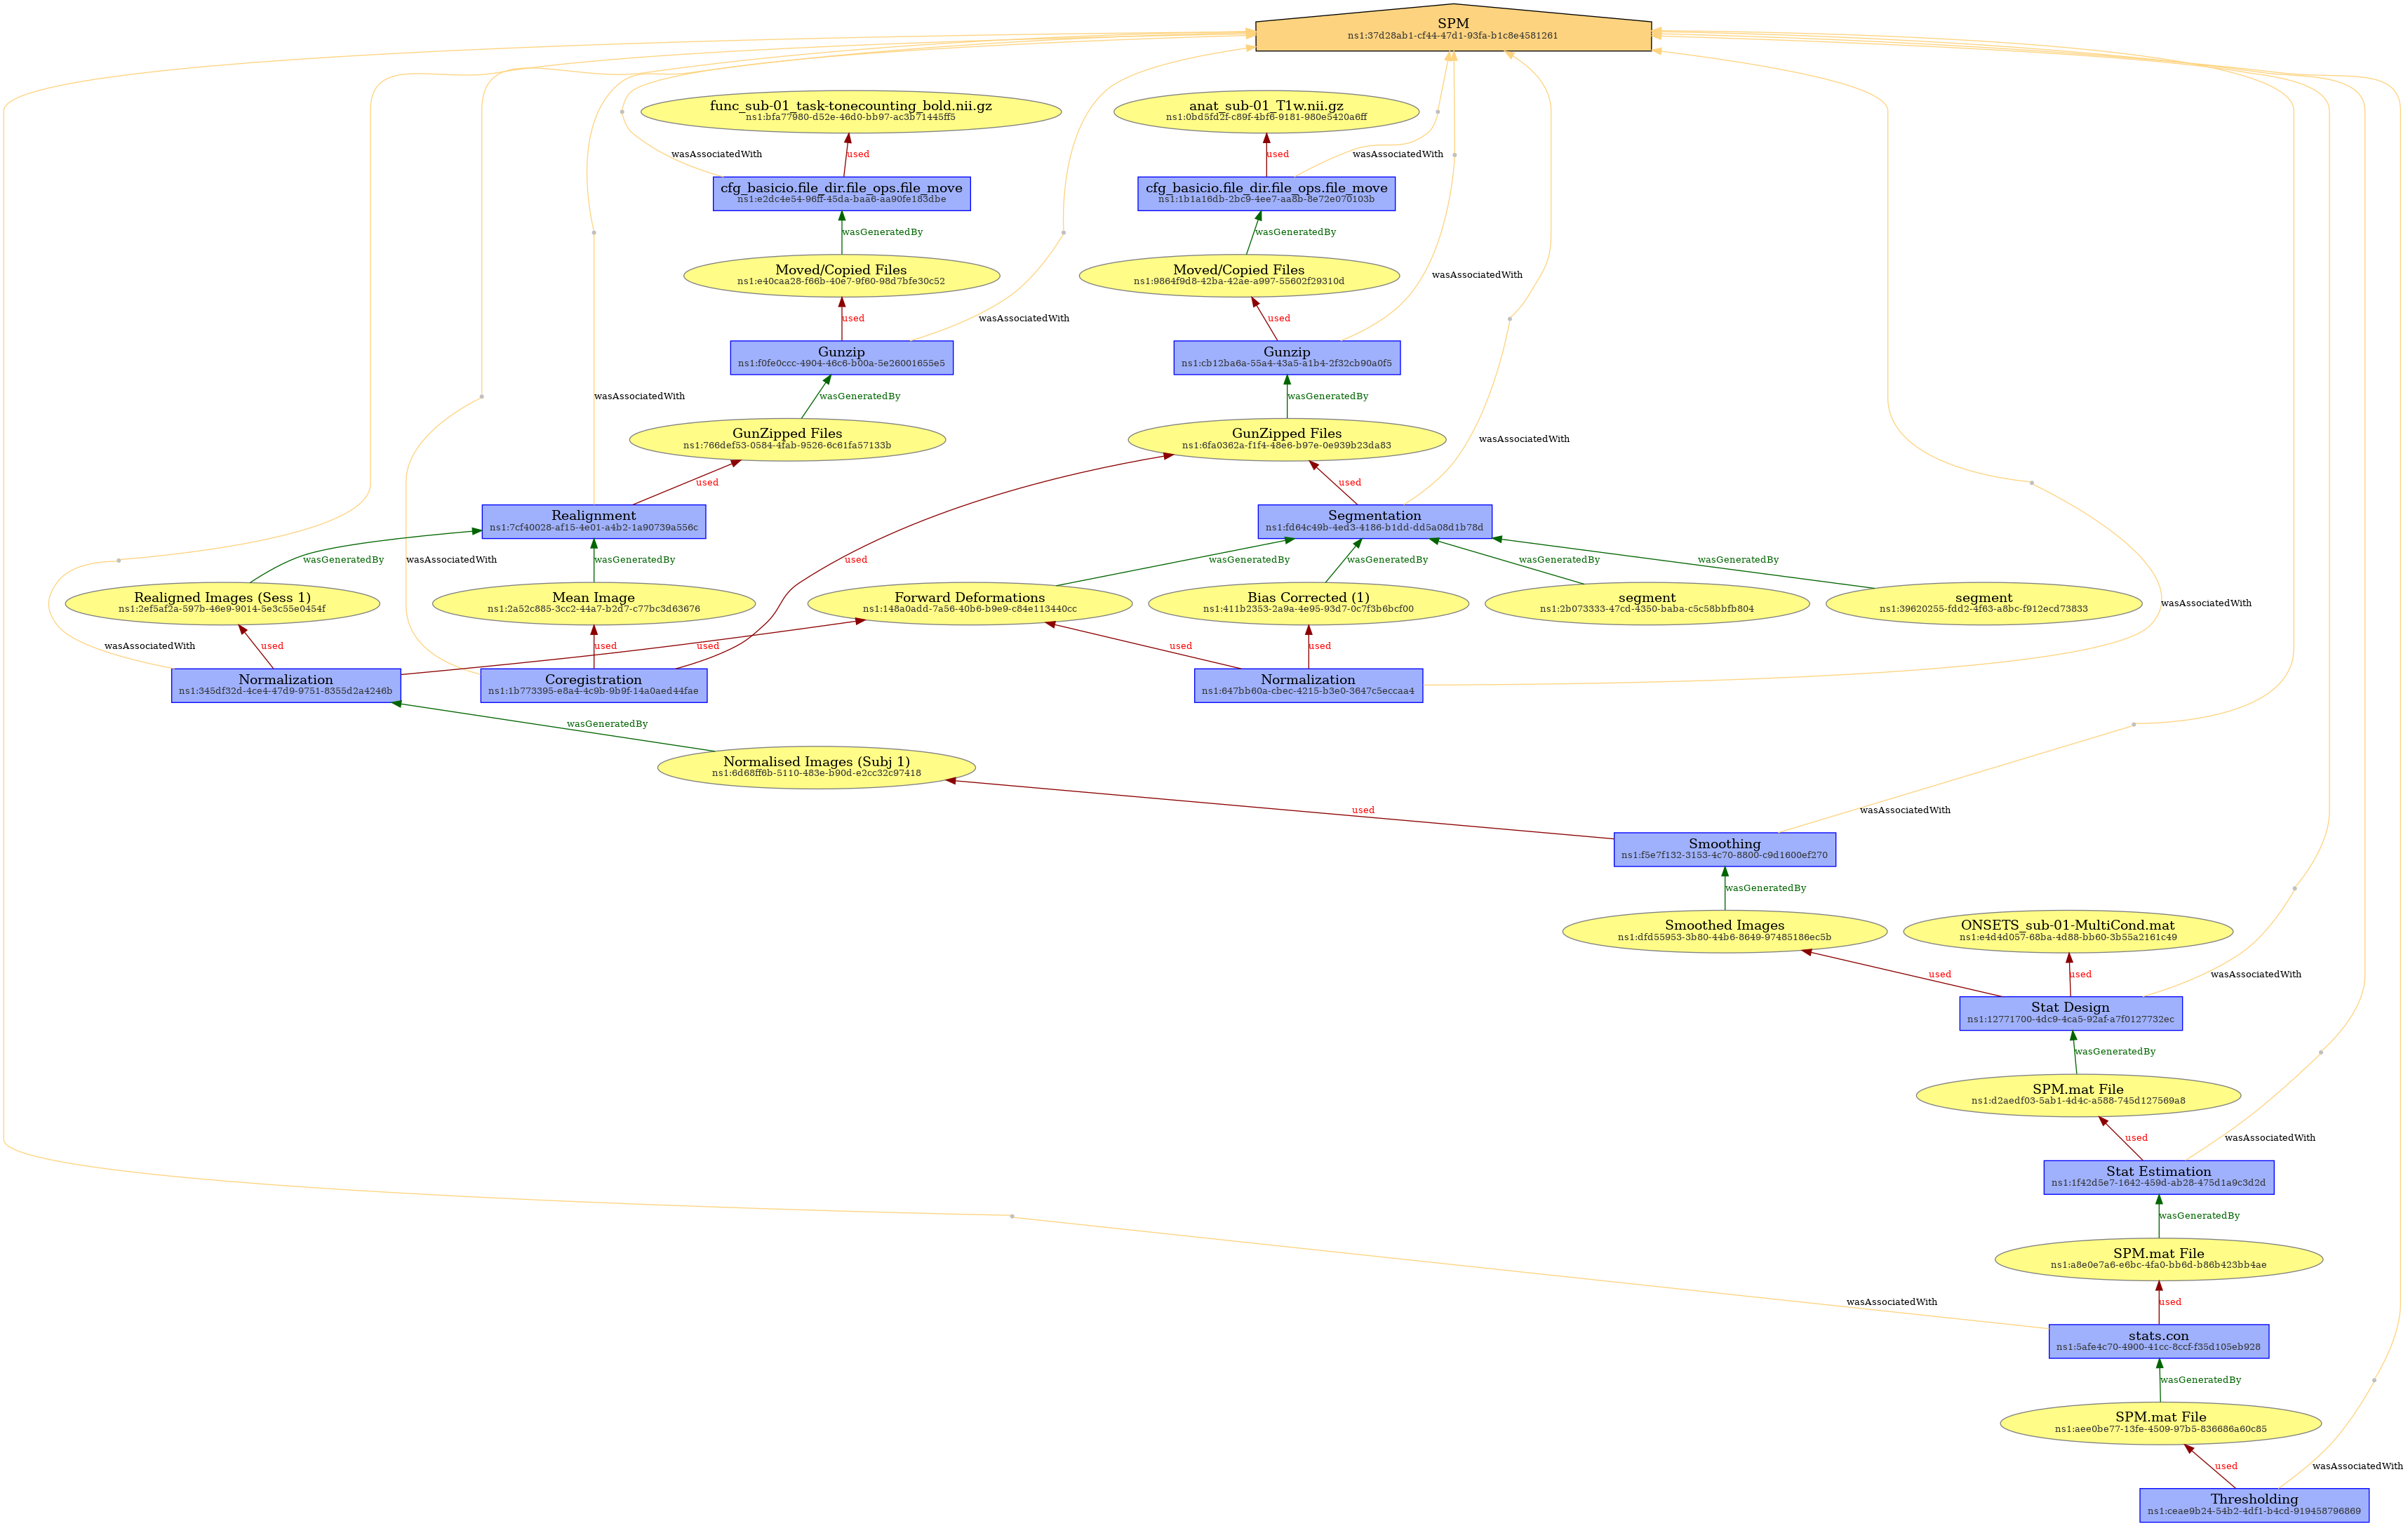 SPM
ns1:37d28ab1-cf44-47d1-93fa-b1c8e4581261
func_sub-01_task-tonecounting_bold.nii.gz
ns1:bfa77980-d52e-46d0-bb97-ac3b71445ff5
anat_sub-01_T1w.nii.gz
ns1:0bd5fd2f-c89f-4bf6-9181-980e5420a6ff
wasAssociatedWith
used
used
wasAssociatedWith
cfg_basicio.file_dir.file_ops.file_move
ns1:e2dc4e54-96ff-45da-baa6-aa90fe183dbe
cfg_basicio.file_dir.file_ops.file_move
ns1:1b1a16db-2bc9-4ee7-aa8b-8e72e070103b
wasGeneratedBy
wasGeneratedBy
Moved/Copied Files
ns1:e40caa28-f66b-40e7-9f60-98d7bfe30c52
Moved/Copied Files
ns1:9864f9d8-42ba-42ae-a997-55602f29310d
wasAssociatedWith
used
wasAssociatedWith
used
Gunzip
ns1:f0fe0ccc-4904-46c6-b00a-5e26001655e5
Gunzip
ns1:cb12ba6a-55a4-43a5-a1b4-2f32cb90a0f5
wasAssociatedWith
wasGeneratedBy
wasGeneratedBy
GunZipped Files
ns1:766def53-0584-4fab-9526-6c61fa57133b
GunZipped Files
ns1:6fa0362a-f1f4-48e6-b97e-0e939b23da83
wasAssociatedWith
used
used
Realignment
ns1:7cf40028-af15-4e01-a4b2-1a90739a556c
Segmentation
ns1:fd64c49b-4ed3-4186-b1dd-dd5a08d1b78d
wasGeneratedBy
wasAssociatedWith
wasGeneratedBy
used
wasGeneratedBy
wasGeneratedBy
wasGeneratedBy
wasGeneratedBy
Realigned Images (Sess 1)
ns1:2ef5af2a-597b-46e9-9014-5e3c55e0454f
Mean Image
ns1:2a52c885-3cc2-44a7-b2d7-c77bc3d63676
Forward Deformations
ns1:148a0add-7a56-40b6-b9e9-c84e113440cc
Bias Corrected (1)
ns1:411b2353-2a9a-4e95-93d7-0c7f3b6bcf00
segment
ns1:2b073333-47cd-4350-baba-c5c58bbfb804
segment
ns1:39620255-fdd2-4f63-a8bc-f912ecd73833
wasAssociatedWith
wasAssociatedWith
used
used
used
used
used
Normalization
ns1:345df32d-4ce4-47d9-9751-8355d2a4246b
Coregistration
ns1:1b773395-e8a4-4c9b-9b9f-14a0aed44fae
Normalization
ns1:647bb60a-cbec-4215-b3e0-3647c5eccaa4
wasGeneratedBy
Normalised Images (Subj 1)
ns1:6d68ff6b-5110-483e-b90d-e2cc32c97418
used
wasAssociatedWith
Smoothing
ns1:f5e7f132-3153-4c70-8800-c9d1600ef270
wasGeneratedBy
Smoothed Images
ns1:dfd55953-3b80-44b6-8649-97485186ec5b
ONSETS_sub-01-MultiCond.mat
ns1:e4d4d057-68ba-4d88-bb60-3b55a2161c49
used
used
wasAssociatedWith
Stat Design
ns1:12771700-4dc9-4ca5-92af-a7f0127732ec
wasGeneratedBy
SPM.mat File
ns1:d2aedf03-5ab1-4d4c-a588-745d127569a8
used
wasAssociatedWith
Stat Estimation
ns1:1f42d5e7-1642-459d-ab28-475d1a9c3d2d
wasGeneratedBy
SPM.mat File
ns1:a8e0e7a6-e6bc-4fa0-bb6d-b86b423bb4ae
wasAssociatedWith
used
stats.con
ns1:5afe4c70-4900-41cc-8ccf-f35d105eb928
wasGeneratedBy
SPM.mat File
ns1:aee0be77-13fe-4509-97b5-836686a60c85
used
wasAssociatedWith
Thresholding
ns1:ceae9b24-54b2-4df1-b4cd-919458796869